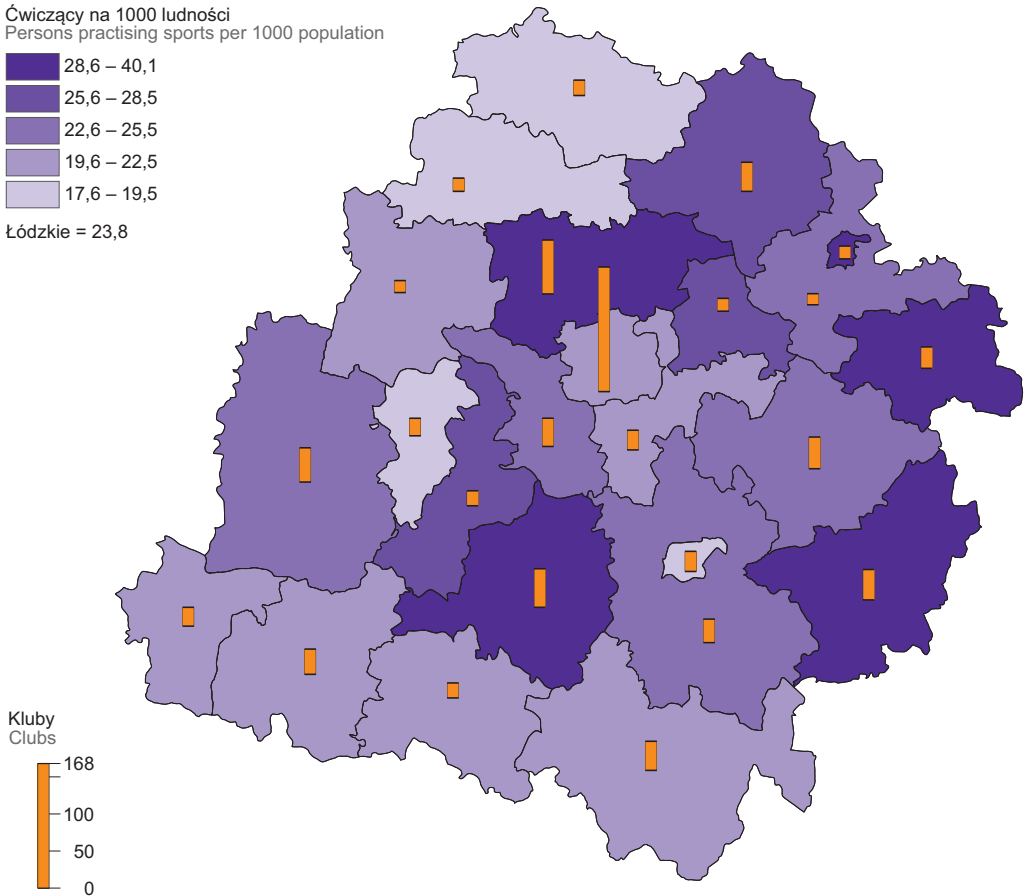 Ćwiczący na 1000 ludności
Persons practising sports per 1000 population
28,6 – 40,1
25,6 – 28,5
22,6 – 25,5
19,6 – 22,5
17,6 – 19,5
Łódzkie = 23,8
Kluby
Clubs
168
100
50
0